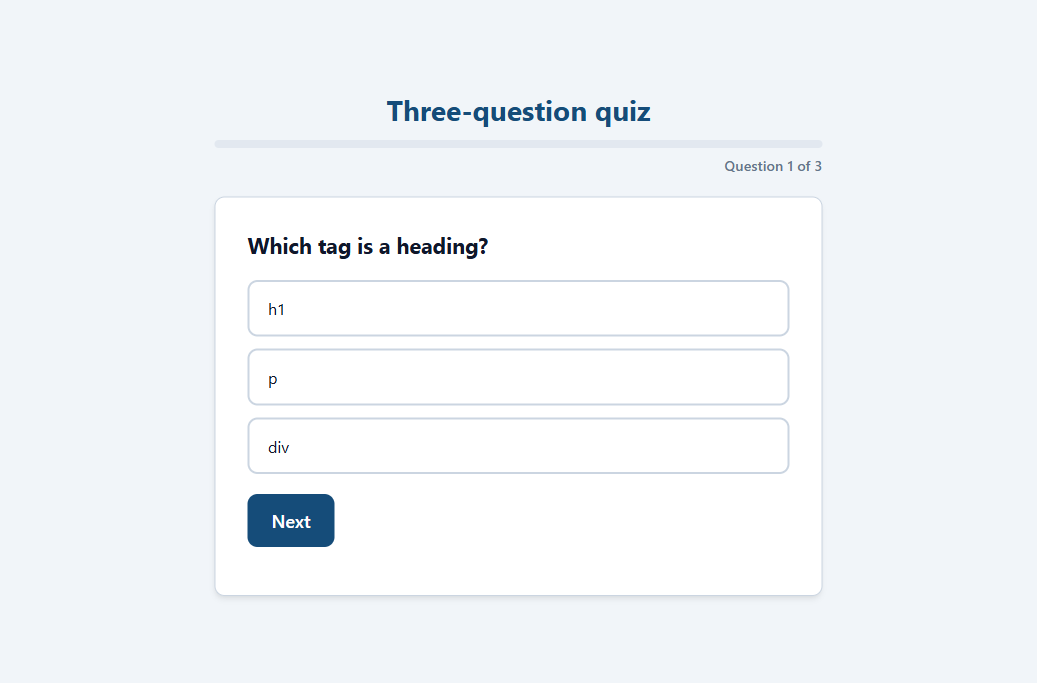 Three-question quiz
Question 1 of 3
Which tag is a heading?
h1
p
div
Next